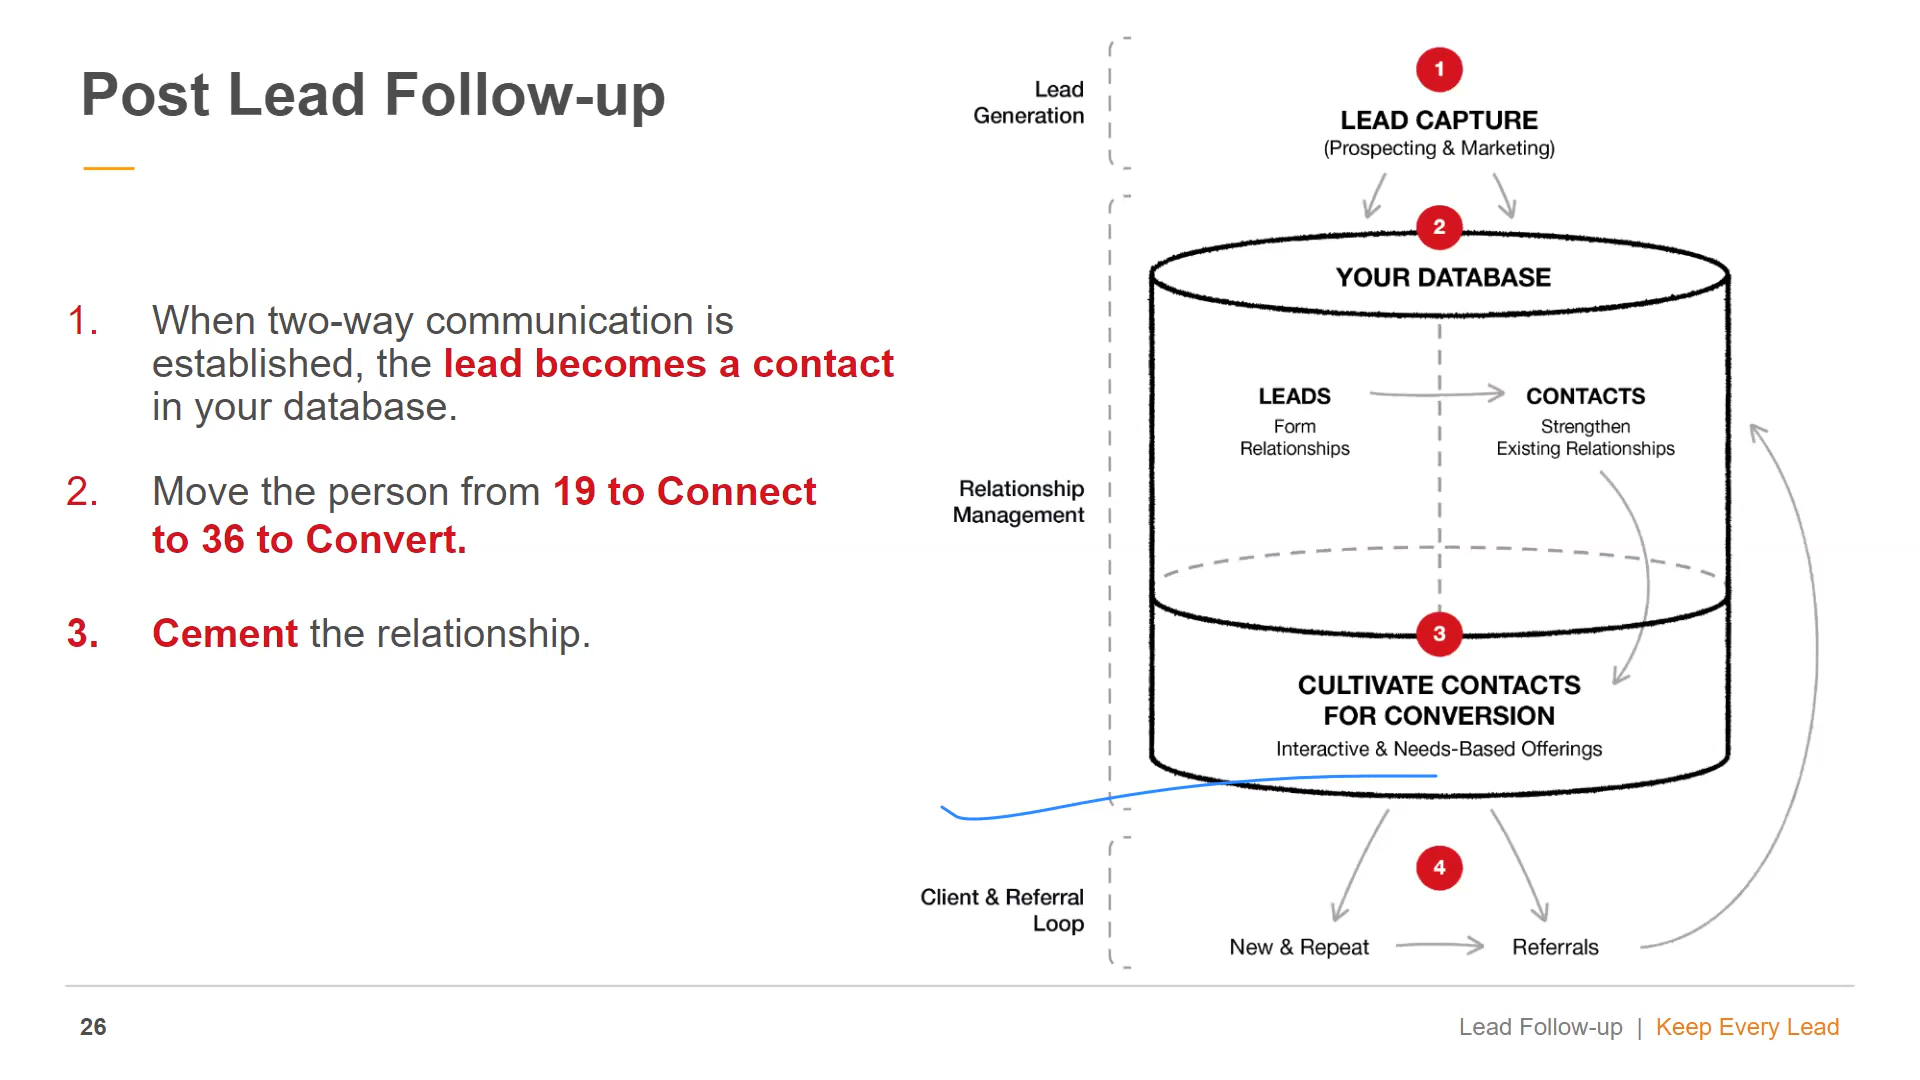 Post Lead Follow-up
1. When two-way communication is
established, the lead becomes a contact
in your database.
2. Move the person from 19 to Connect
to 36 to Convert.
3. Cement the relationship.
Lead
Generation
1
LEAD CAPTURE
(Prospecting & Marketing)
2
YOUR DATABASE
LEADS
Form
Relationships
CONTACTS
Strengthen
Existing Relationships
Relationship
Management
3
CULTIVATE CONTACTS
FOR CONVERSION
Interactive & Needs-Based Offerings
Client & Referral
Loop
4
New & Repeat
Referrals
26
Lead Follow-up | Keep Every Lead